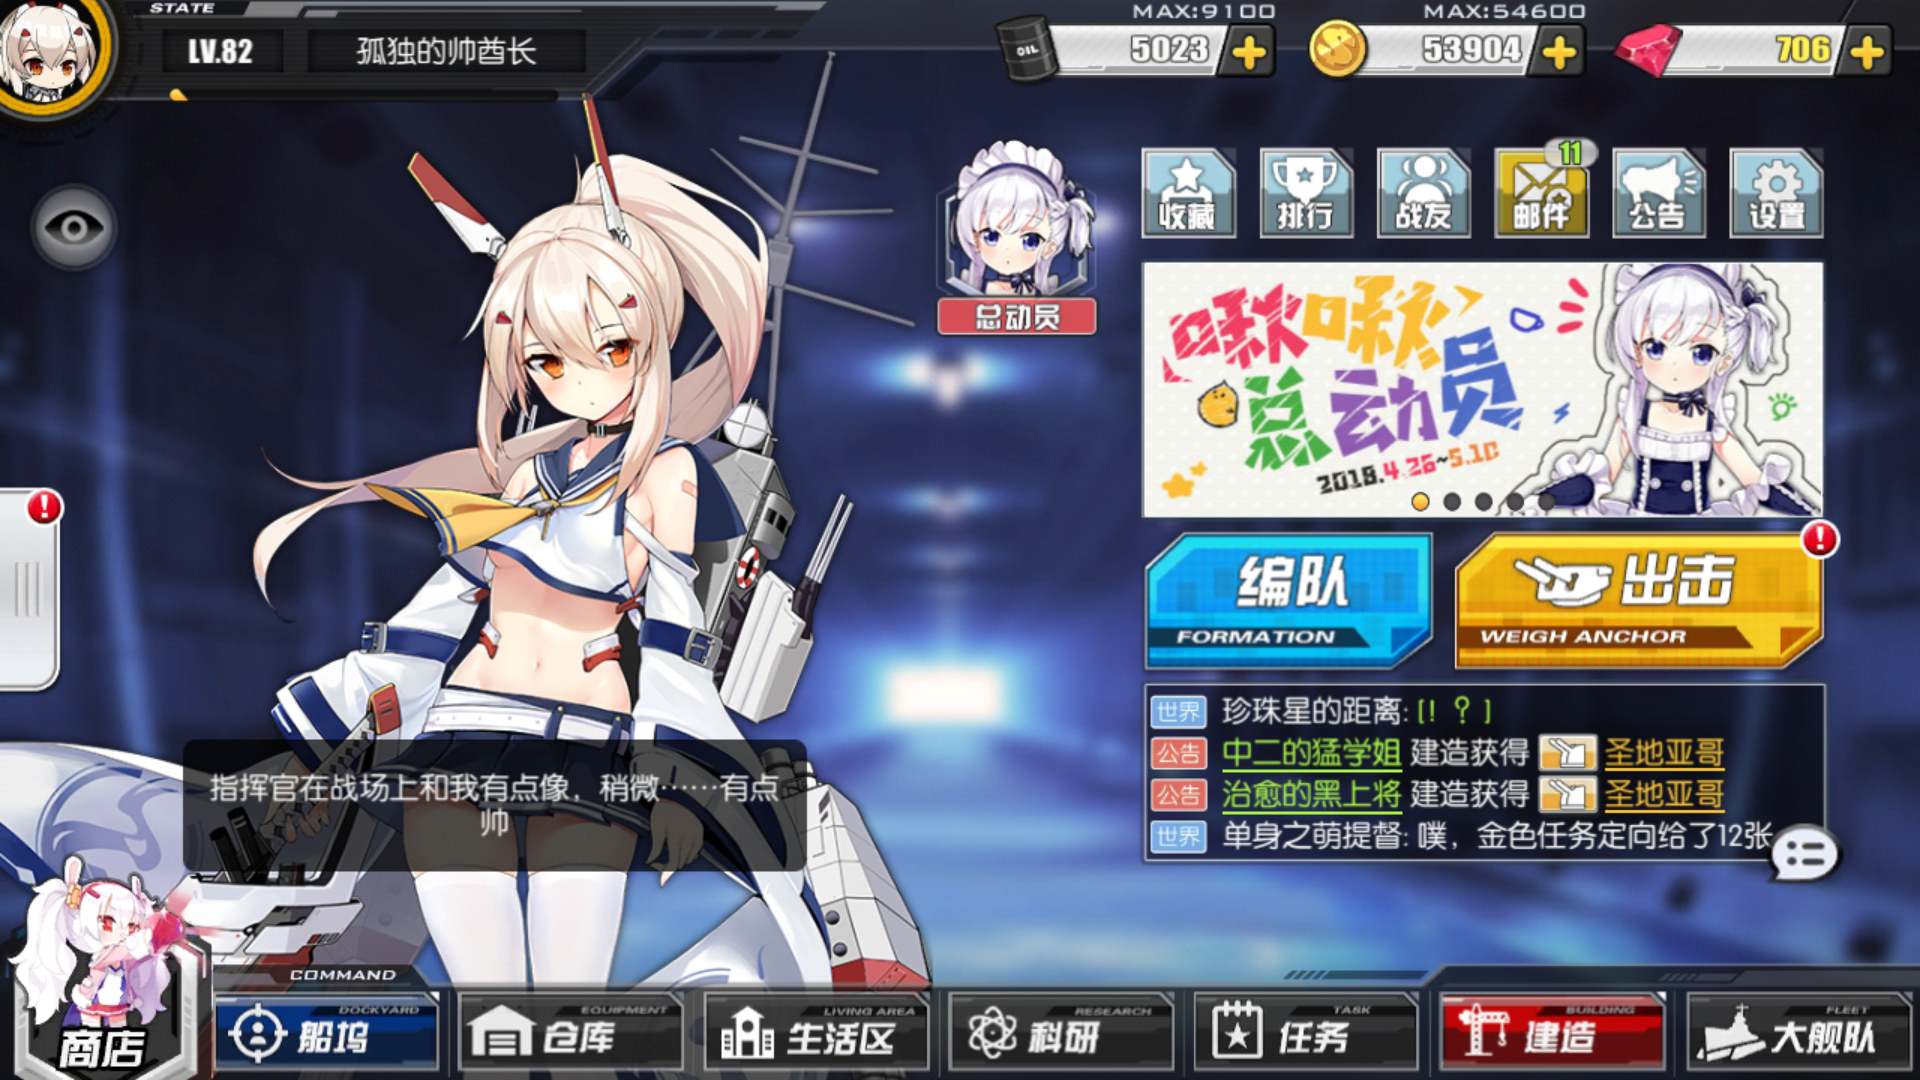 STATE
LV.82
孤独的帅酋长
OIL
MAX:9100
5023
MAX:54600
53904
706
收藏
排行
战友
11
邮件
公告
设置
总动员
啾啾
总动员
2018.4.26~5.10
编队
FORMATION
出击
WEIGH ANCHOR
世界 珍珠星的距离: [! ? ]
公告 中二的猛学姐 建造获得 圣地亚哥
公告 治愈的黑上将 建造获得 圣地亚哥
世界 单身之萌提督: 噗，金色任务定向给了12张
指挥官在战场上和我有点像，稍微……有点
帅
商店
COMMAND
DOCKYARD
船坞
EQUIPMENT
仓库
LIVING AREA
生活区
RESEARCH
科研
TASK
任务
BUILDING
建造
FLEET
大舰队